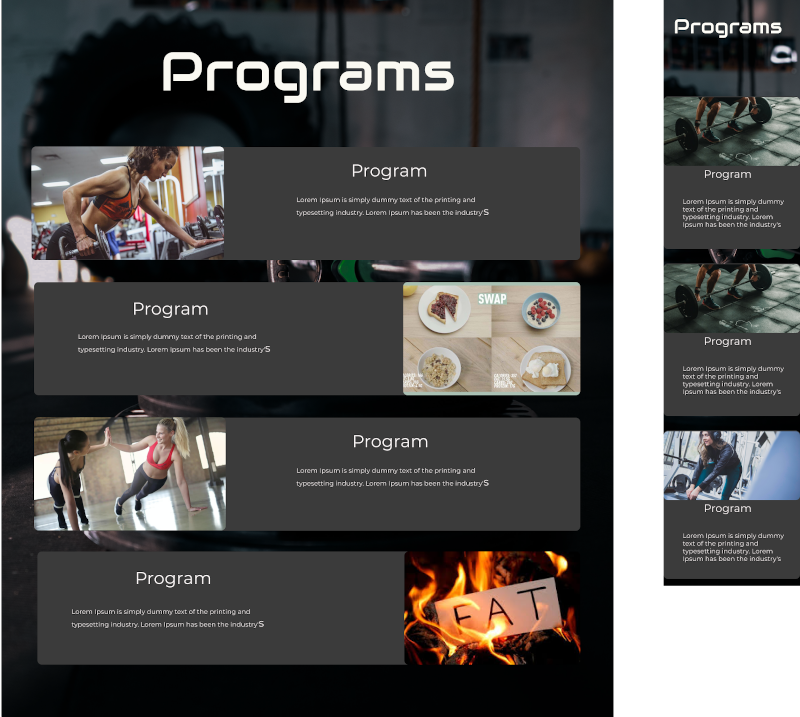 Programs
Program
Lorem Ipsum is simply dummy text of the printing and
typesetting industry. Lorem Ipsum has been the industry's
Program
Lorem Ipsum is simply dummy text of the printing and
typesetting industry. Lorem Ipsum has been the industry's
SWAP
Program
Lorem Ipsum is simply dummy text of the printing and
typesetting industry. Lorem Ipsum has been the industry's
Program
Lorem Ipsum is simply dummy text of the printing and
typesetting industry. Lorem Ipsum has been the industry's
FAT
Programs
Program
Lorem Ipsum is simply dummy
text of the printing and
typesetting industry. Lorem
Ipsum has been the industry's
Program
Lorem Ipsum is simply dummy
text of the printing and
typesetting industry. Lorem
Ipsum has been the industry's
Program
Lorem Ipsum is simply dummy
text of the printing and
typesetting industry. Lorem
Ipsum has been the industry's